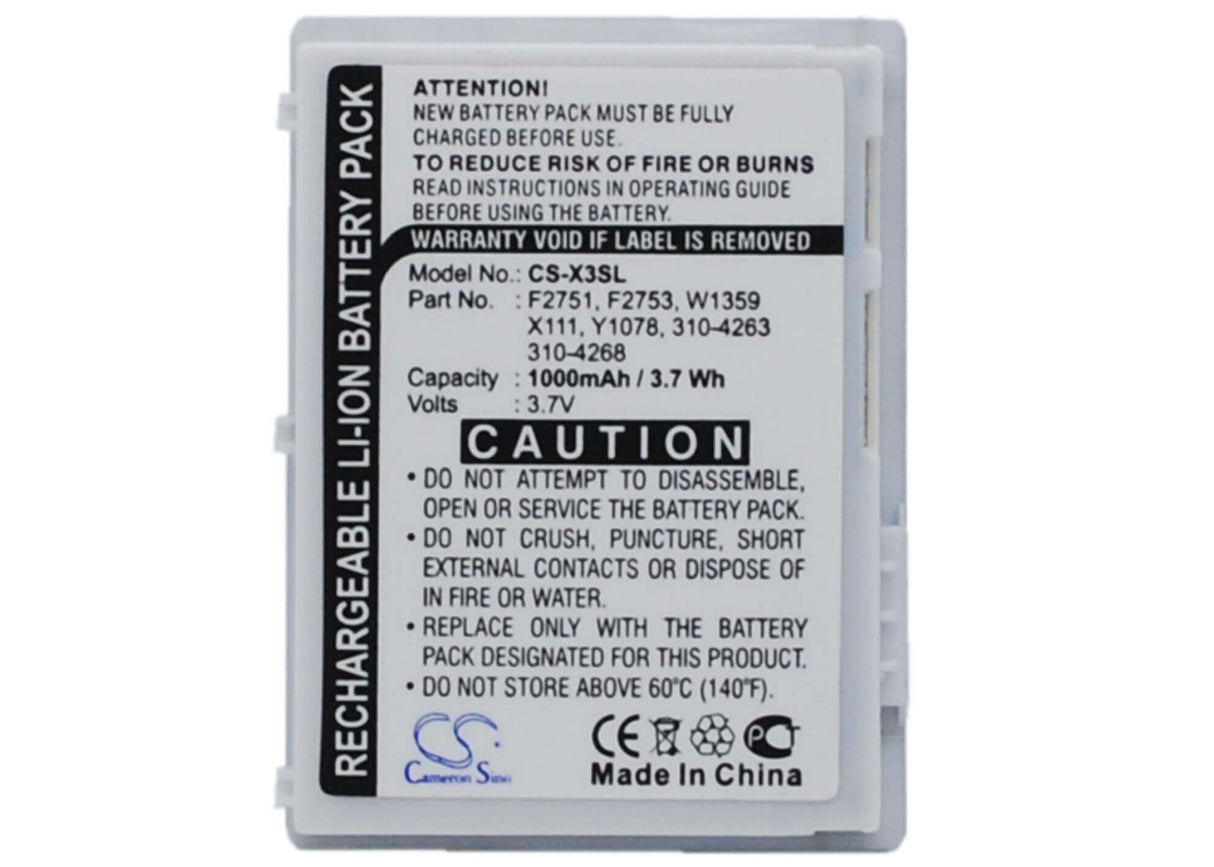 RECHARGEABLE LI-ION BATTERY PACK
ATTENTION!
NEW BATTERY PACK MUST BE FULLY
CHARGED BEFORE USE.
TO REDUCE RISK OF FIRE OR BURNS
READ INSTRUCTIONS IN OPERATING GUIDE
BEFORE USING THE BATTERY.
WARRANTY VOID IF LABEL IS REMOVED
Model No.: CS-X3SL
Part No. : F2751, F2753, W1359
X111, Y1078, 310-4263
310-4268
Capacity : 1000mAh / 3.7 Wh
Volts : 3.7V
CAUTION
• DO NOT ATTEMPT TO DISASSEMBLE,
OPEN OR SERVICE THE BATTERY PACK.
• DO NOT CRUSH, PUNCTURE, SHORT
EXTERNAL CONTACTS OR DISPOSE OF
IN FIRE OR WATER.
• REPLACE ONLY WITH THE BATTERY
PACK DESIGNATED FOR THIS PRODUCT.
• DO NOT STORE ABOVE 60°C (140°F).
CS
Cameron Sino
CE PCT
Made In China